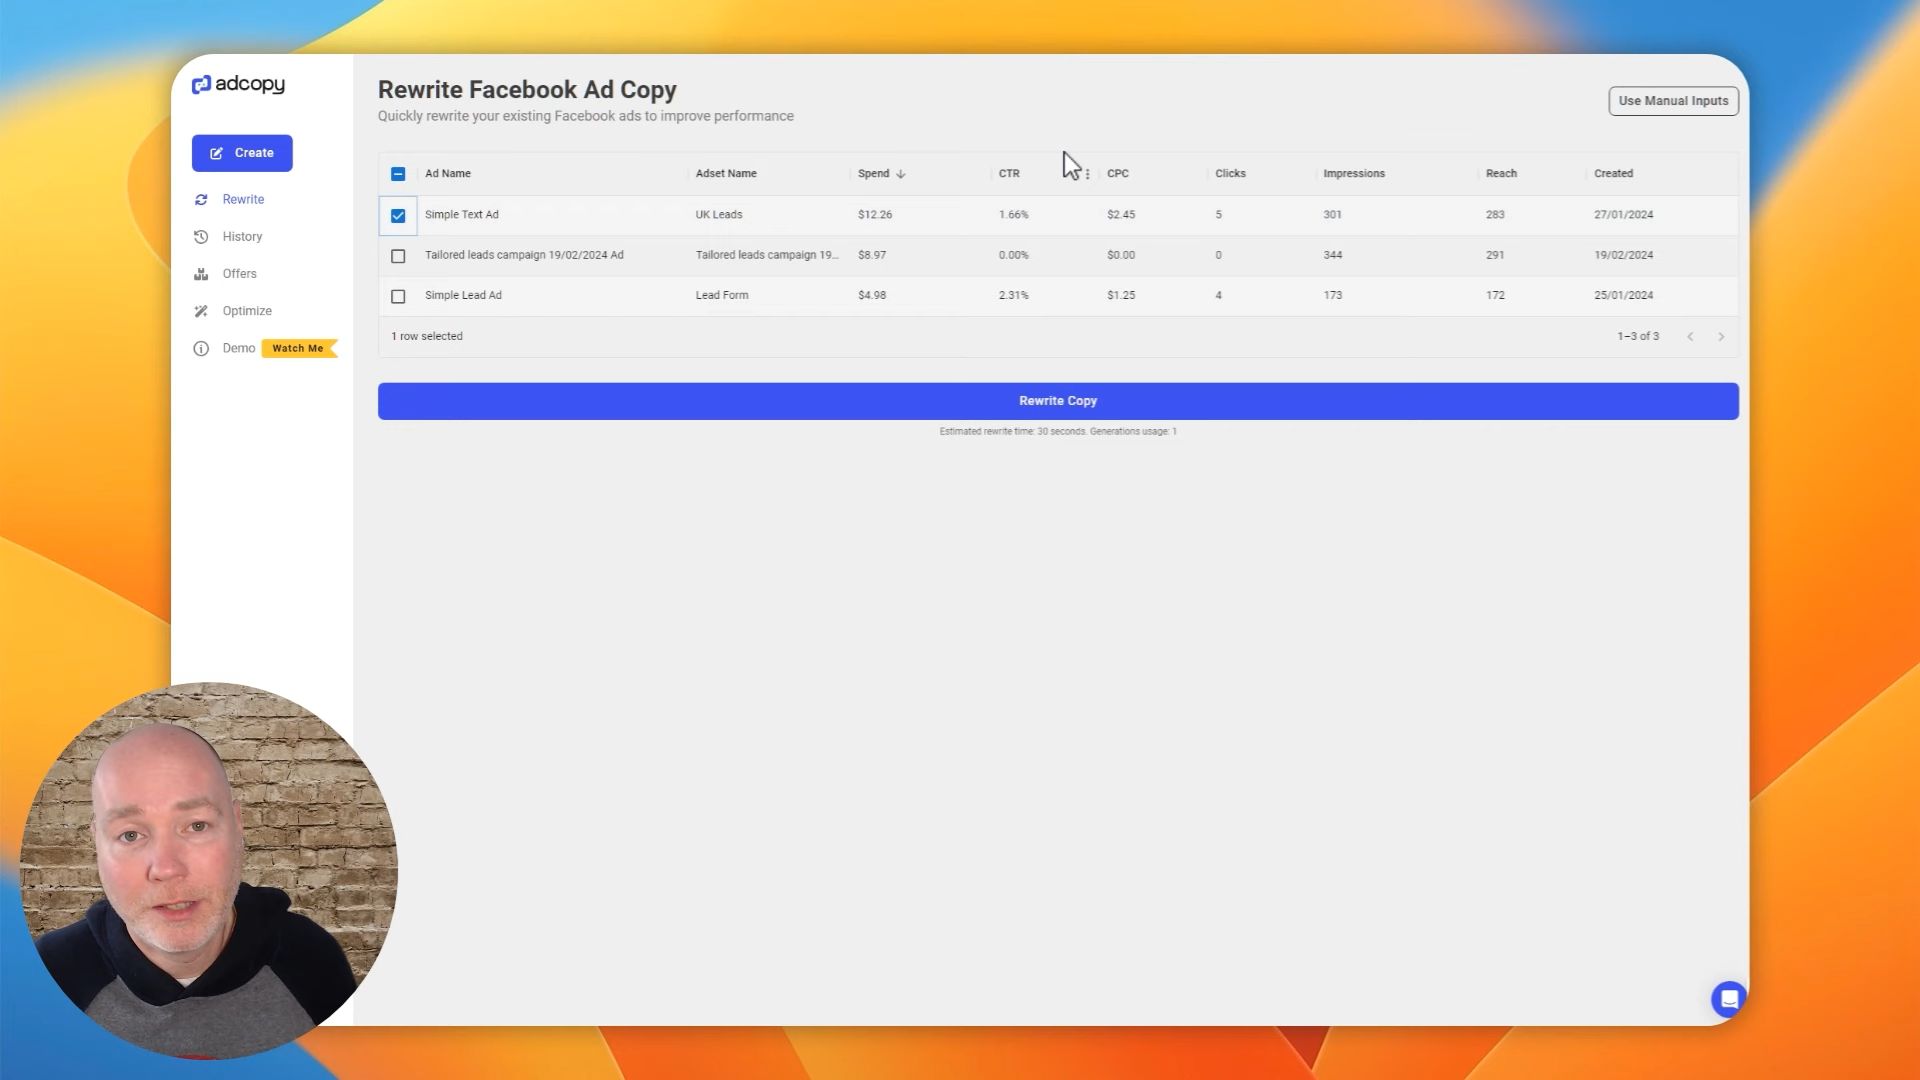 adcopy
Create
Rewrite
History
Offers
Optimize
Demo Watch Me
Rewrite Facebook Ad Copy
Quickly rewrite your existing Facebook ads to improve performance
Use Manual Inputs
Ad Name Adset Name Spend CTR CPC Clicks Impressions Reach Created
Simple Text Ad UK Leads $12.26 1.66% $2.45 5 301 283 27/01/2024
Tailored leads campaign 19/02/2024 Ad Tailored leads campaign 19... $8.97 0.00% $0.00 0 344 291 19/02/2024
Simple Lead Ad Lead Form $4.98 2.31% $1.25 4 173 172 25/01/2024
1 row selected 1–3 of 3
Rewrite Copy
Estimated rewrite time: 30 seconds. Generations usage: 1